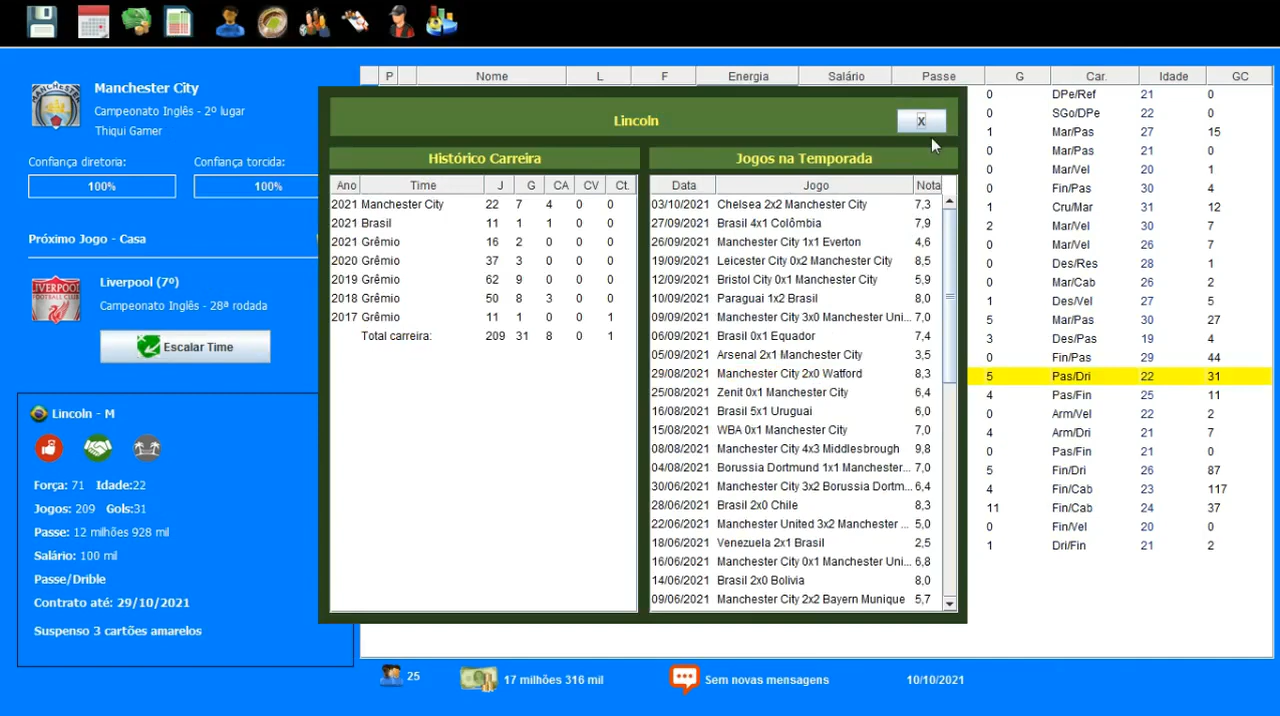 Manchester City
Campeonato Inglês - 2º lugar
Thiqui Gamer
Confiança diretoria: Confiança torcida:
100% 100%
Próximo Jogo - Casa
Liverpool (7º)
Campeonato Inglês - 28ª rodada
Escalar Time
Lincoln - M
Força: 71 Idade:22
Jogos: 209 Gols:31
Passe: 12 milhões 928 mil
Salário: 100 mil
Passe/Drible
Contrato até: 29/10/2021
Suspenso 3 cartões amarelos
P Nome L F Energia Salário Passe G Car. Idade GC
Lincoln
X
Histórico Carreira
Ano Time J G CA CV Ct.
2021 Manchester City 22 7 4 0 0
2021 Brasil 11 1 1 0 0
2021 Grêmio 16 2 0 0 0
2020 Grêmio 37 3 0 0 0
2019 Grêmio 62 9 0 0 0
2018 Grêmio 50 8 3 0 0
2017 Grêmio 11 1 0 0 1
Total carreira: 209 31 8 0 1
Jogos na Temporada
Data Jogo Nota
03/10/2021 Chelsea 2x2 Manchester City 7,3
27/09/2021 Brasil 4x1 Colômbia 7,9
26/09/2021 Manchester City 1x1 Everton 4,6
19/09/2021 Leicester City 0x2 Manchester City 8,5
12/09/2021 Bristol City 0x1 Manchester City 5,9
10/09/2021 Paraguai 1x2 Brasil 8,0
09/09/2021 Manchester City 3x0 Manchester Uni... 7,0
06/09/2021 Brasil 0x1 Equador 7,4
05/09/2021 Arsenal 2x1 Manchester City 3,5
29/08/2021 Manchester City 2x0 Watford 8,3
25/08/2021 Zenit 0x1 Manchester City 6,4
16/08/2021 Brasil 5x1 Uruguai 6,0
15/08/2021 WBA 0x1 Manchester City 7,0
08/08/2021 Manchester City 4x3 Middlesbrough 9,8
04/08/2021 Borussia Dortmund 1x1 Manchester... 7,0
30/06/2021 Manchester City 3x2 Borussia Dortm... 6,4
28/06/2021 Brasil 2x0 Chile 8,3
22/06/2021 Manchester United 3x2 Manchester ... 5,0
18/06/2021 Venezuela 2x1 Brasil 2,5
16/06/2021 Manchester City 0x1 Manchester Uni... 6,8
14/06/2021 Brasil 2x0 Bolivia 8,0
09/06/2021 Manchester City 2x2 Bayern Munique 5,7
0 DPe/Ref 21 0
0 SGo/DPe 22 0
1 Mar/Pas 27 15
0 Mar/Pas 21 0
0 Mar/Vel 20 1
0 Fin/Pas 30 4
1 Cru/Mar 31 12
2 Mar/Vel 30 7
0 Mar/Vel 26 7
0 Des/Res 28 1
0 Mar/Cab 26 2
1 Des/Vel 27 5
5 Mar/Pas 30 27
3 Des/Pas 19 4
0 Fin/Pas 29 44
5 Pas/Dri 22 31
4 Pas/Fin 25 11
0 Arm/Vel 22 2
4 Arm/Dri 21 7
0 Pas/Fin 21 0
5 Fin/Dri 26 87
4 Fin/Cab 23 117
11 Fin/Cab 24 37
0 Fin/Vel 20 0
1 Dri/Fin 21 2
25 17 milhões 316 mil Sem novas mensagens 10/10/2021